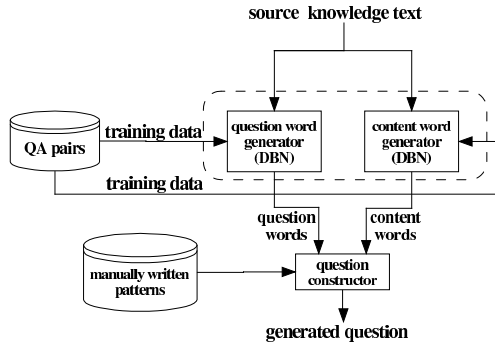 source knowledge text
QA pairs
training data
question word
generator
(DBN)
content word
generator
(DBN)
training data
question
words
content
words
manually written
patterns
question
constructor
generated question